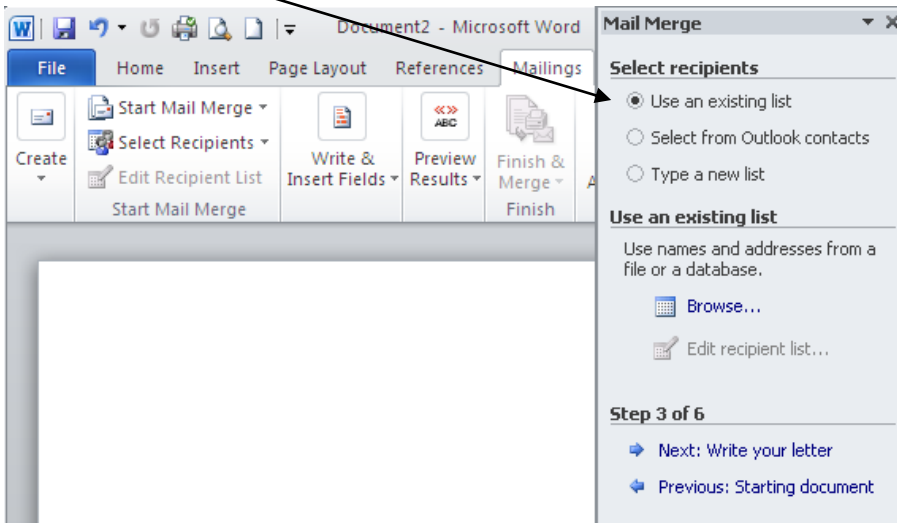 W Document2 - Microsoft Word
File Home Insert Page Layout References Mailings
Start Mail Merge
Select Recipients
Edit Recipient List
Start Mail Merge
Create
Write &
Insert Fields
«»
ABC
Preview
Results
Finish &
Merge
Finish
A
Mail Merge
Select recipients
Use an existing list
Select from Outlook contacts
Type a new list
Use an existing list
Use names and addresses from a
file or a database.
Browse...
Edit recipient list...
Step 3 of 6
Next: Write your letter
Previous: Starting document